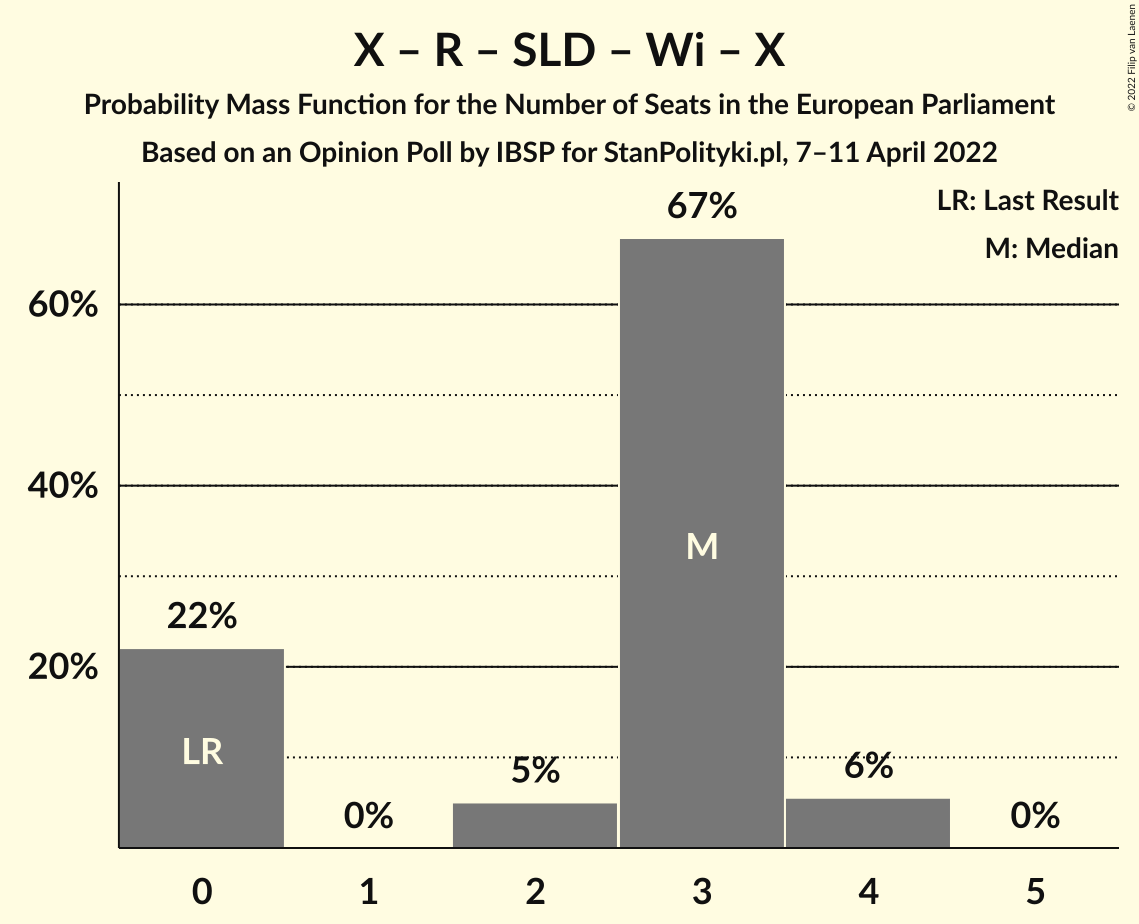 X – R – SLD – Wi – X
Probability Mass Function for the Number of Seats in the European Parliament
Based on an Opinion Poll by IBSP for StanPolityki.pl, 7–11 April 2022
© 2022 Filip van Laenen
LR: Last Result
M: Median
67%
60%
40%
M
22%
20%
LR
5%
6%
0%
0%
0 1 2 3 4 5